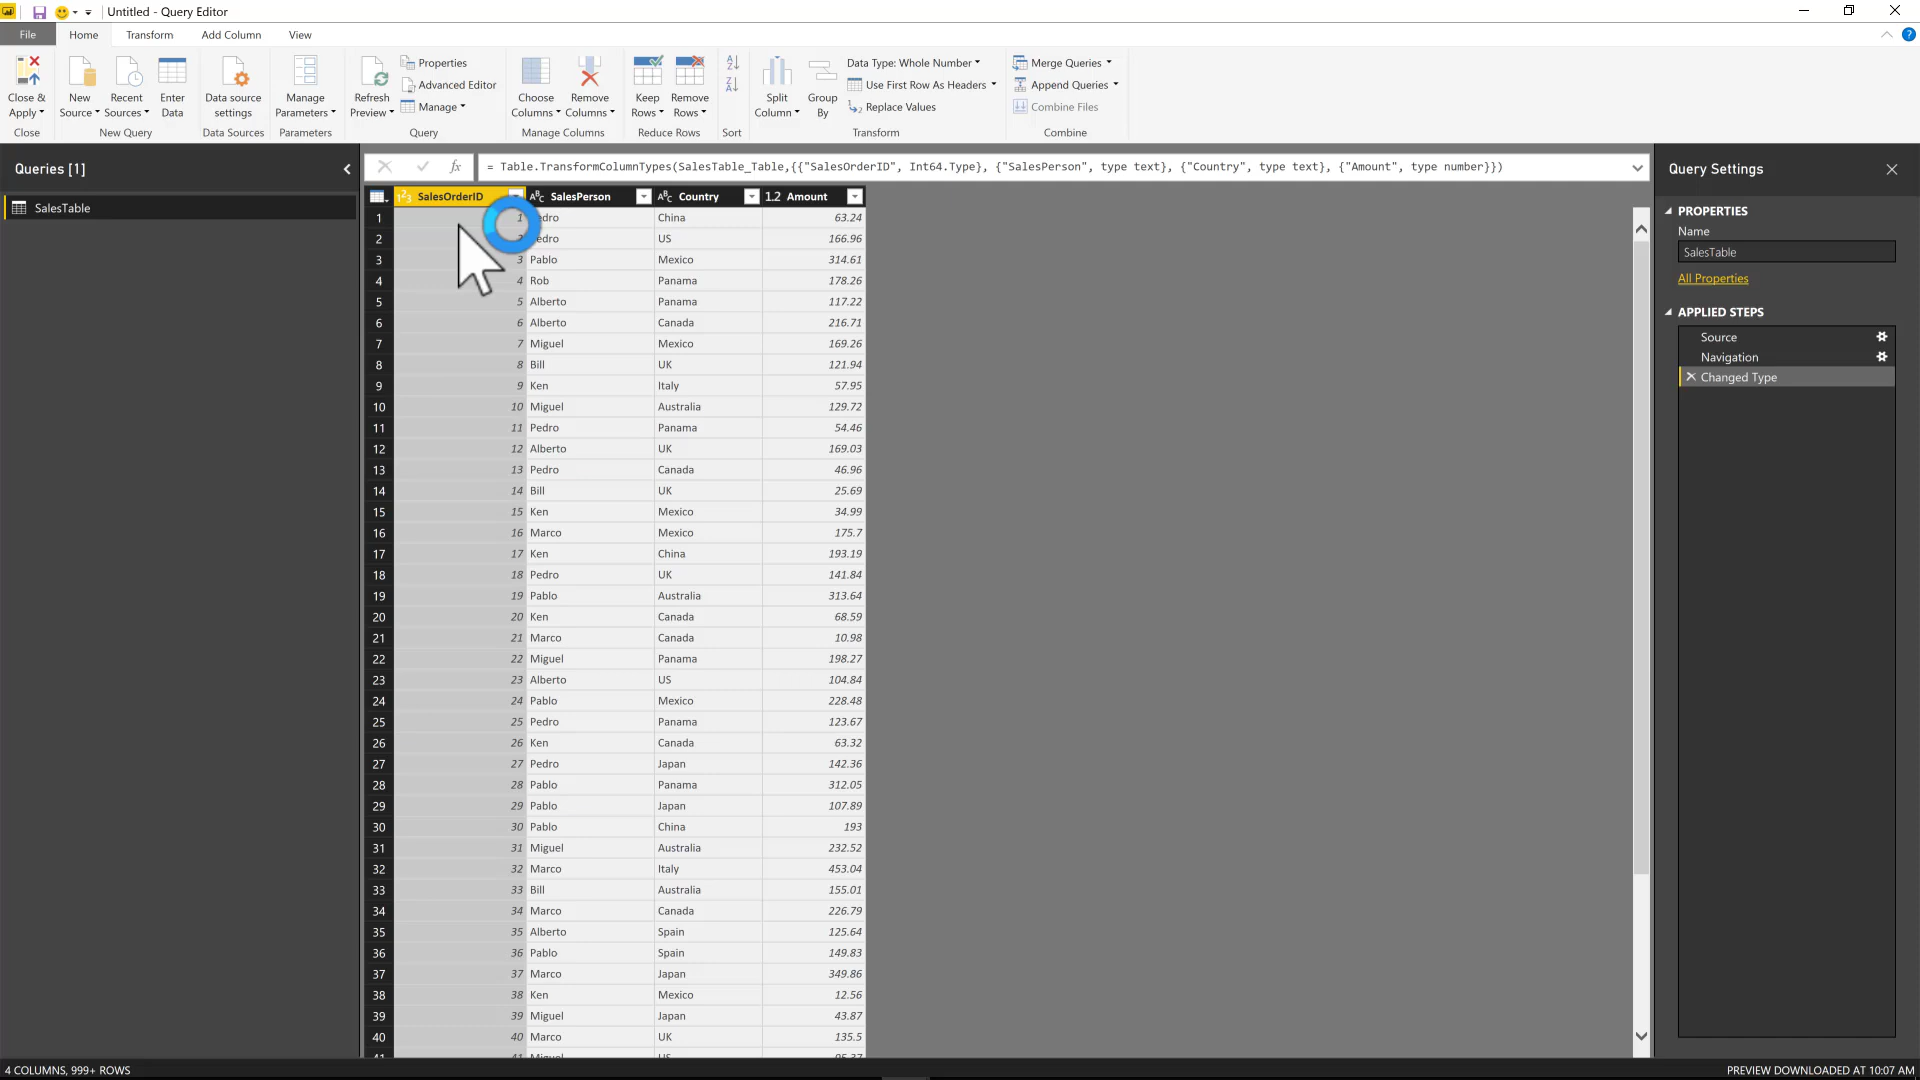 Untitled - Query Editor
File Home Transform Add Column View
Close & Apply
Close
New Source
Recent Sources
Enter Data
New Query
Data source settings
Data Sources
Manage Parameters
Parameters
Refresh Preview
Properties
Advanced Editor
Manage
Query
Choose Columns
Remove Columns
Manage Columns
Keep Rows
Remove Rows
Reduce Rows
Sort
Split Column
Group By
Data Type: Whole Number
Use First Row As Headers
Replace Values
Transform
Merge Queries
Append Queries
Combine Files
Combine
Queries [1]
SalesTable
fx = Table.TransformColumnTypes(SalesTable_Table,{{"SalesOrderID", Int64.Type}, {"SalesPerson", type text}, {"Country", type text}, {"Amount", type number}})
SalesOrderID SalesPerson Country 1.2 Amount
1 1 China 63.24
2 US 166.96
3 3 Pablo Mexico 314.61
4 4 Rob Panama 178.26
5 5 Alberto Panama 117.22
6 6 Alberto Canada 216.71
7 7 Miguel Mexico 169.26
8 8 Bill UK 121.94
9 9 Ken Italy 57.95
10 10 Miguel Australia 129.72
11 11 Pedro Panama 54.46
12 12 Alberto UK 169.03
13 13 Pedro Canada 46.96
14 14 Bill UK 25.69
15 15 Ken Mexico 34.99
16 16 Marco Mexico 175.7
17 17 Ken China 193.19
18 18 Pedro UK 141.84
19 19 Pablo Australia 313.64
20 20 Ken Canada 68.59
21 21 Marco Canada 10.98
22 22 Miguel Panama 198.27
23 23 Alberto US 104.84
24 24 Pablo Mexico 228.48
25 25 Pedro Panama 123.67
26 26 Ken Canada 63.32
27 27 Pedro Japan 142.36
28 28 Pablo Panama 312.05
29 29 Pablo Japan 107.89
30 30 Pablo China 193
31 31 Miguel Australia 232.52
32 32 Marco Italy 453.04
33 33 Bill Australia 155.01
34 34 Marco Canada 226.79
35 35 Alberto Spain 125.64
36 36 Pablo Spain 149.83
37 37 Marco Japan 349.86
38 38 Ken Mexico 12.56
39 39 Miguel Japan 43.87
40 40 Marco UK 135.5
Query Settings
PROPERTIES
Name
SalesTable
All Properties
APPLIED STEPS
Source
Navigation
Changed Type
4 COLUMNS, 999+ ROWS
PREVIEW DOWNLOADED AT 10:07 AM